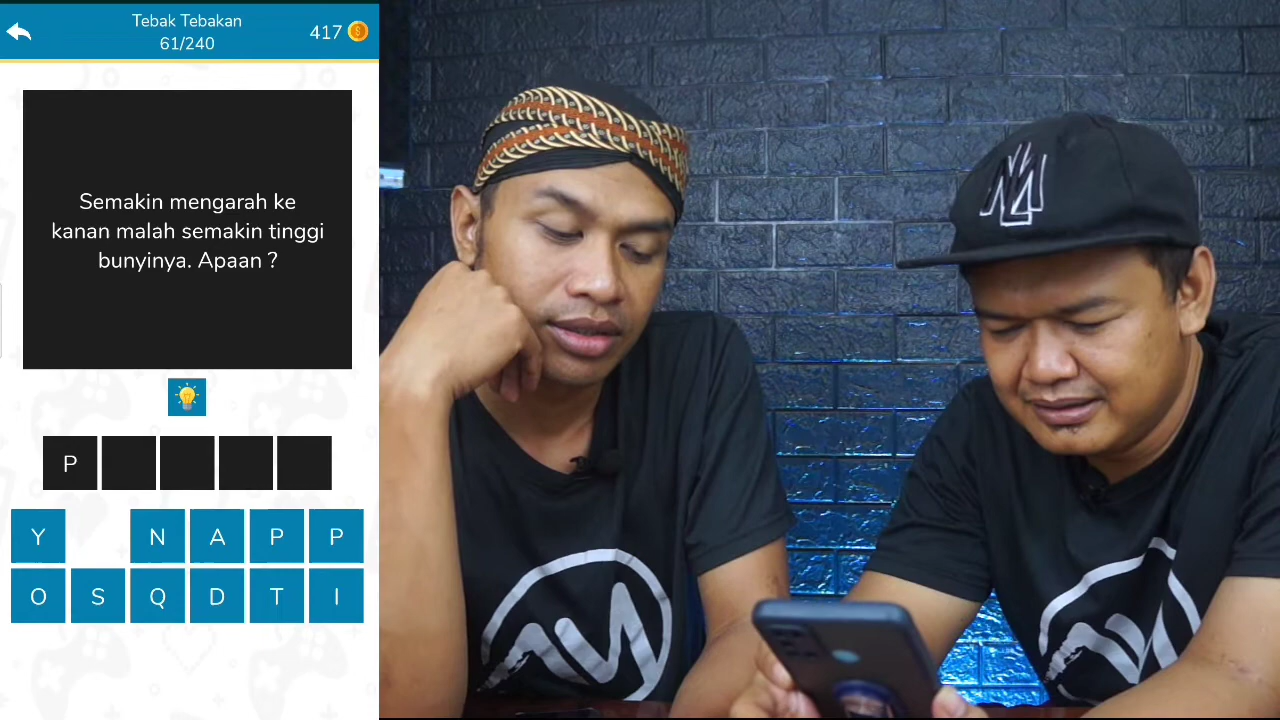 Tebak Tebakan
61/240
417
Semakin mengarah ke
kanan malah semakin tinggi
bunyinya. Apaan ?
P
Y N A P P
O S Q D T I